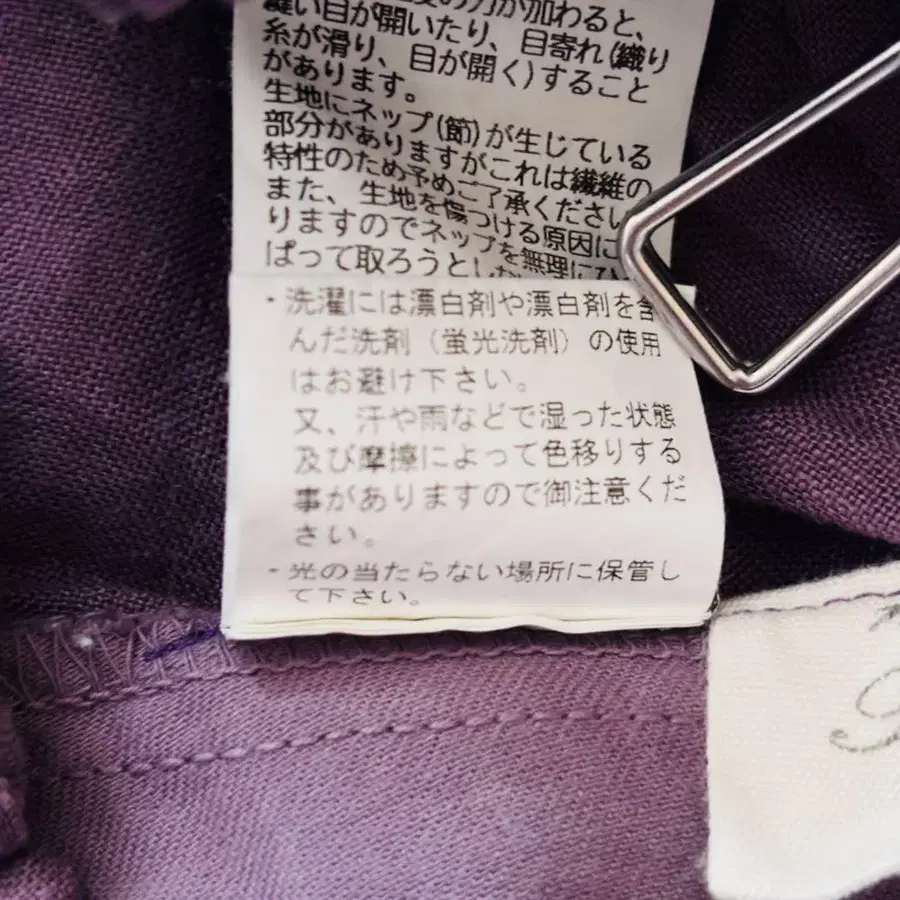 の力が加わると、
縫い目が開いたり、目寄れ(織り
糸が滑り、目が開く)すること
があります。
生地にネップ(節)が生じている
部分がありますがこれは繊維の
特性のため予めご了承ください
また、生地を傷つける原因に
りますのでネップを無理にひ
ぱって取ろうとしな
・洗濯には漂白剤や漂白剤を含
んだ洗剤（蛍光洗剤）の使用
はお避け下さい。
又、汗や雨などで湿った状態
及び摩擦によって色移りする
事がありますので御注意くだ
さい。
・光の当たらない場所に保管し
て下さい。